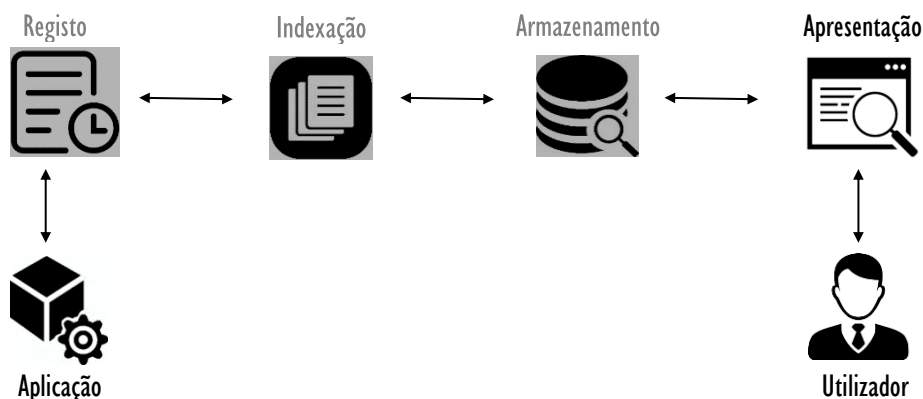 Registo
Indexação
Armazenamento
Apresentação
Aplicação
Utilizador